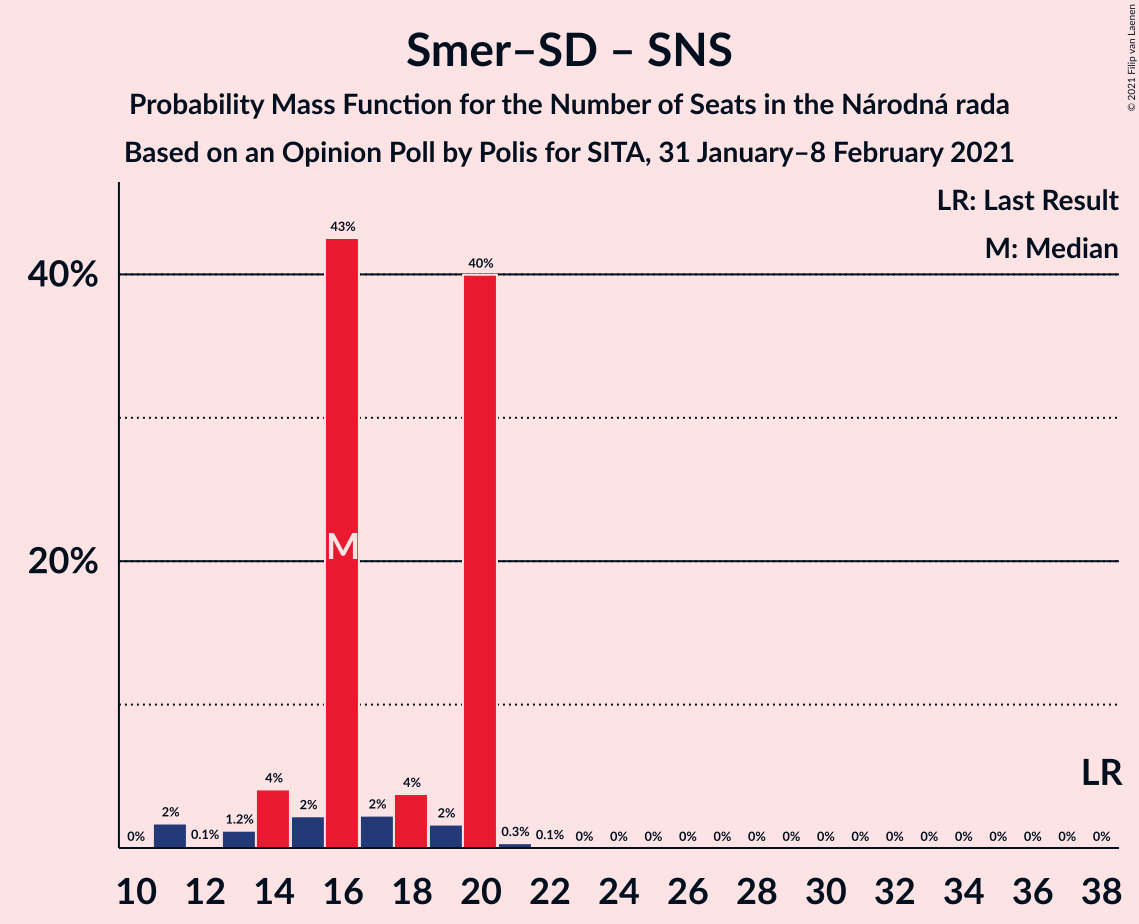 Smer–SD – SNS
Probability Mass Function for the Number of Seats in the Národná rada
Based on an Opinion Poll by Polis for SITA, 31 January–8 February 2021
© 2021 Filip van Laenen
LR: Last Result
M: Median
40%
20%
0% 2% 0.1% 1.2% 4% 2% 43% 2% 4% 2% 40% 0.3% 0.1% 0% 0% 0% 0% 0% 0% 0% 0% 0% 0% 0% 0% 0% 0% 0% 0%
M
LR
10 12 14 16 18 20 22 24 26 28 30 32 34 36 38